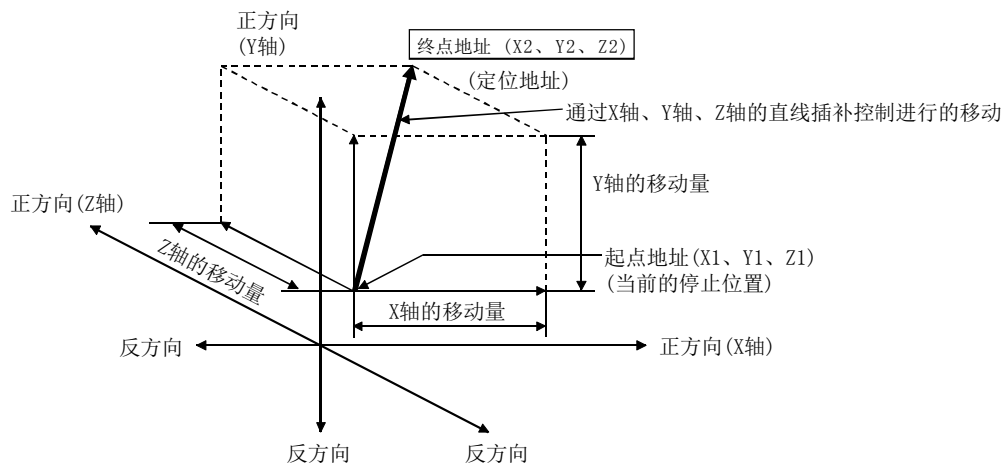 正方向
(Y轴)
终点地址 (X2、Y2、Z2)
(定位地址)
通过X轴、Y轴、Z轴的直线插补控制进行的移动
Y轴的移动量
正方向(Z轴)
Z轴的移动量
起点地址(X1、Y1、Z1)
(当前的停止位置)
X轴的移动量
反方向
正方向(X轴)
反方向
反方向